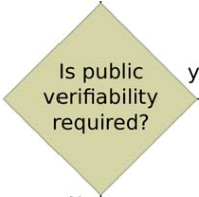 Is public
verifiability
required?
y